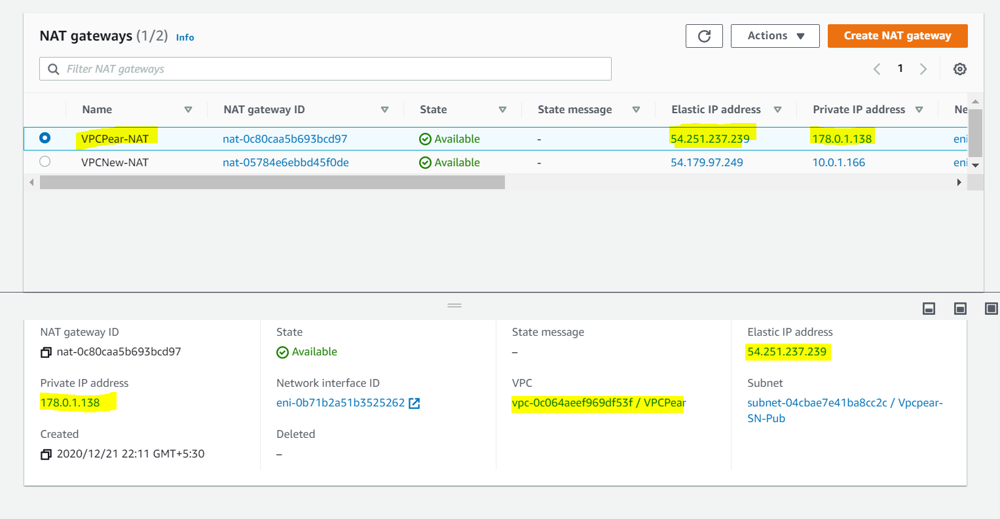 NAT gateways (1/2) Info
Actions
Create NAT gateway
Filter NAT gateways
1
Name NAT gateway ID State State message Elastic IP address Private IP address Ne
VPCPear-NAT nat-0c80caa5b693bcd97 Available - 54.251.237.239 178.0.1.138 eni
VPCNew-NAT nat-05784e6ebbd45f0de Available - 54.179.97.249 10.0.1.166 eni
NAT gateway ID
nat-0c80caa5b693bcd97
State
Available
State message
–
Elastic IP address
54.251.237.239
Private IP address
178.0.1.138
Network interface ID
eni-0b71b2a51b3525262
VPC
vpc-0c064aeef969df53f / VPCPear
Subnet
subnet-04cbae7e41ba8cc2c / Vpcpear-
SN-Pub
Created
2020/12/21 22:11 GMT+5:30
Deleted
–